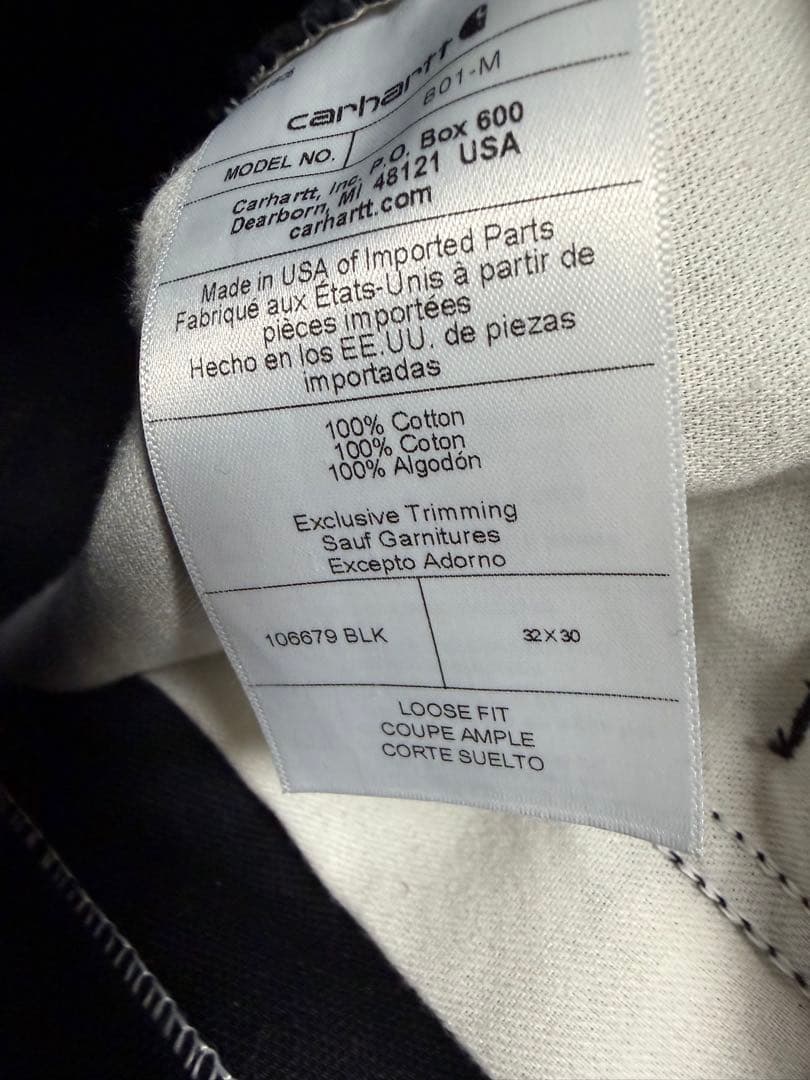 carhartt
MODEL NO. 801-M
Carhartt, Inc. P.O. Box 600
Dearborn, MI 48121 USA
carhartt.com
Made in USA of Imported Parts
Fabriqué aux États-Unis à partir de
pièces importées
Hecho en los EE.UU. de piezas
importadas
100% Cotton
100% Coton
100% Algodón
Exclusive Trimming
Sauf Garnitures
Excepto Adorno
106679 BLK 32X30
LOOSE FIT
COUPE AMPLE
CORTE SUELTO